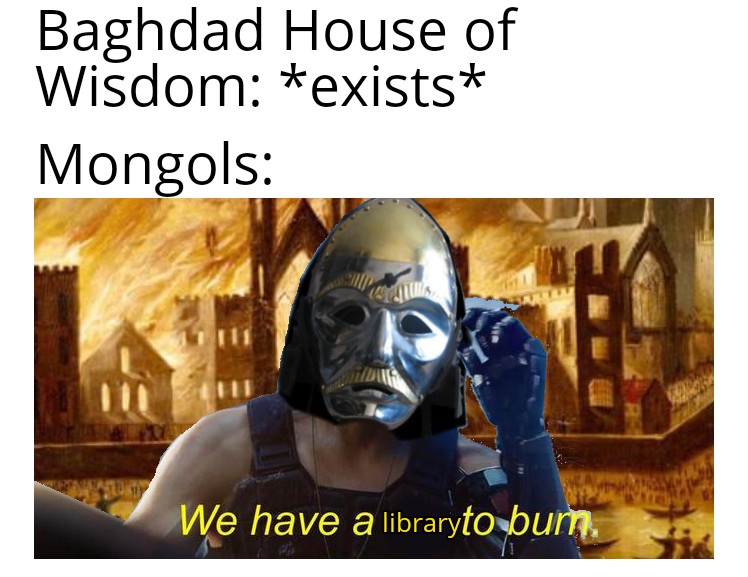 Baghdad House of
Wisdom: *exists*
Mongols:
We have a library to burn.